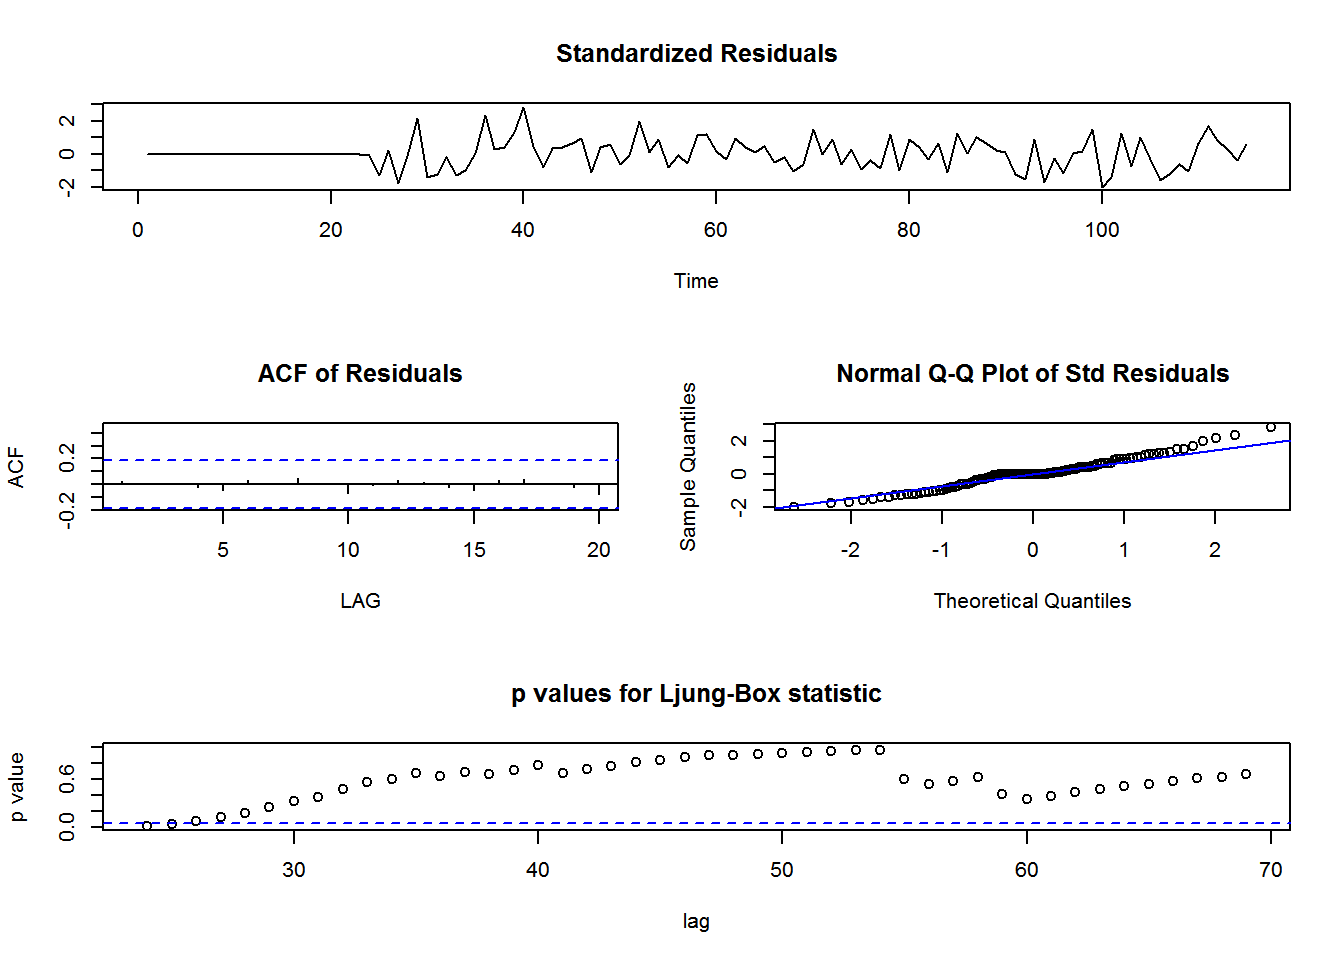 Standardized Residuals
2
0
-2
0 20 40 60 80 100
Time
ACF of Residuals
ACF
0.2
-0.2
5 10 15 20
LAG
Normal Q-Q Plot of Std Residuals
Sample Quantiles
2
0
-2
-2 -1 0 1 2
Theoretical Quantiles
p values for Ljung-Box statistic
p value
0.6
0.0
30 40 50 60 70
lag